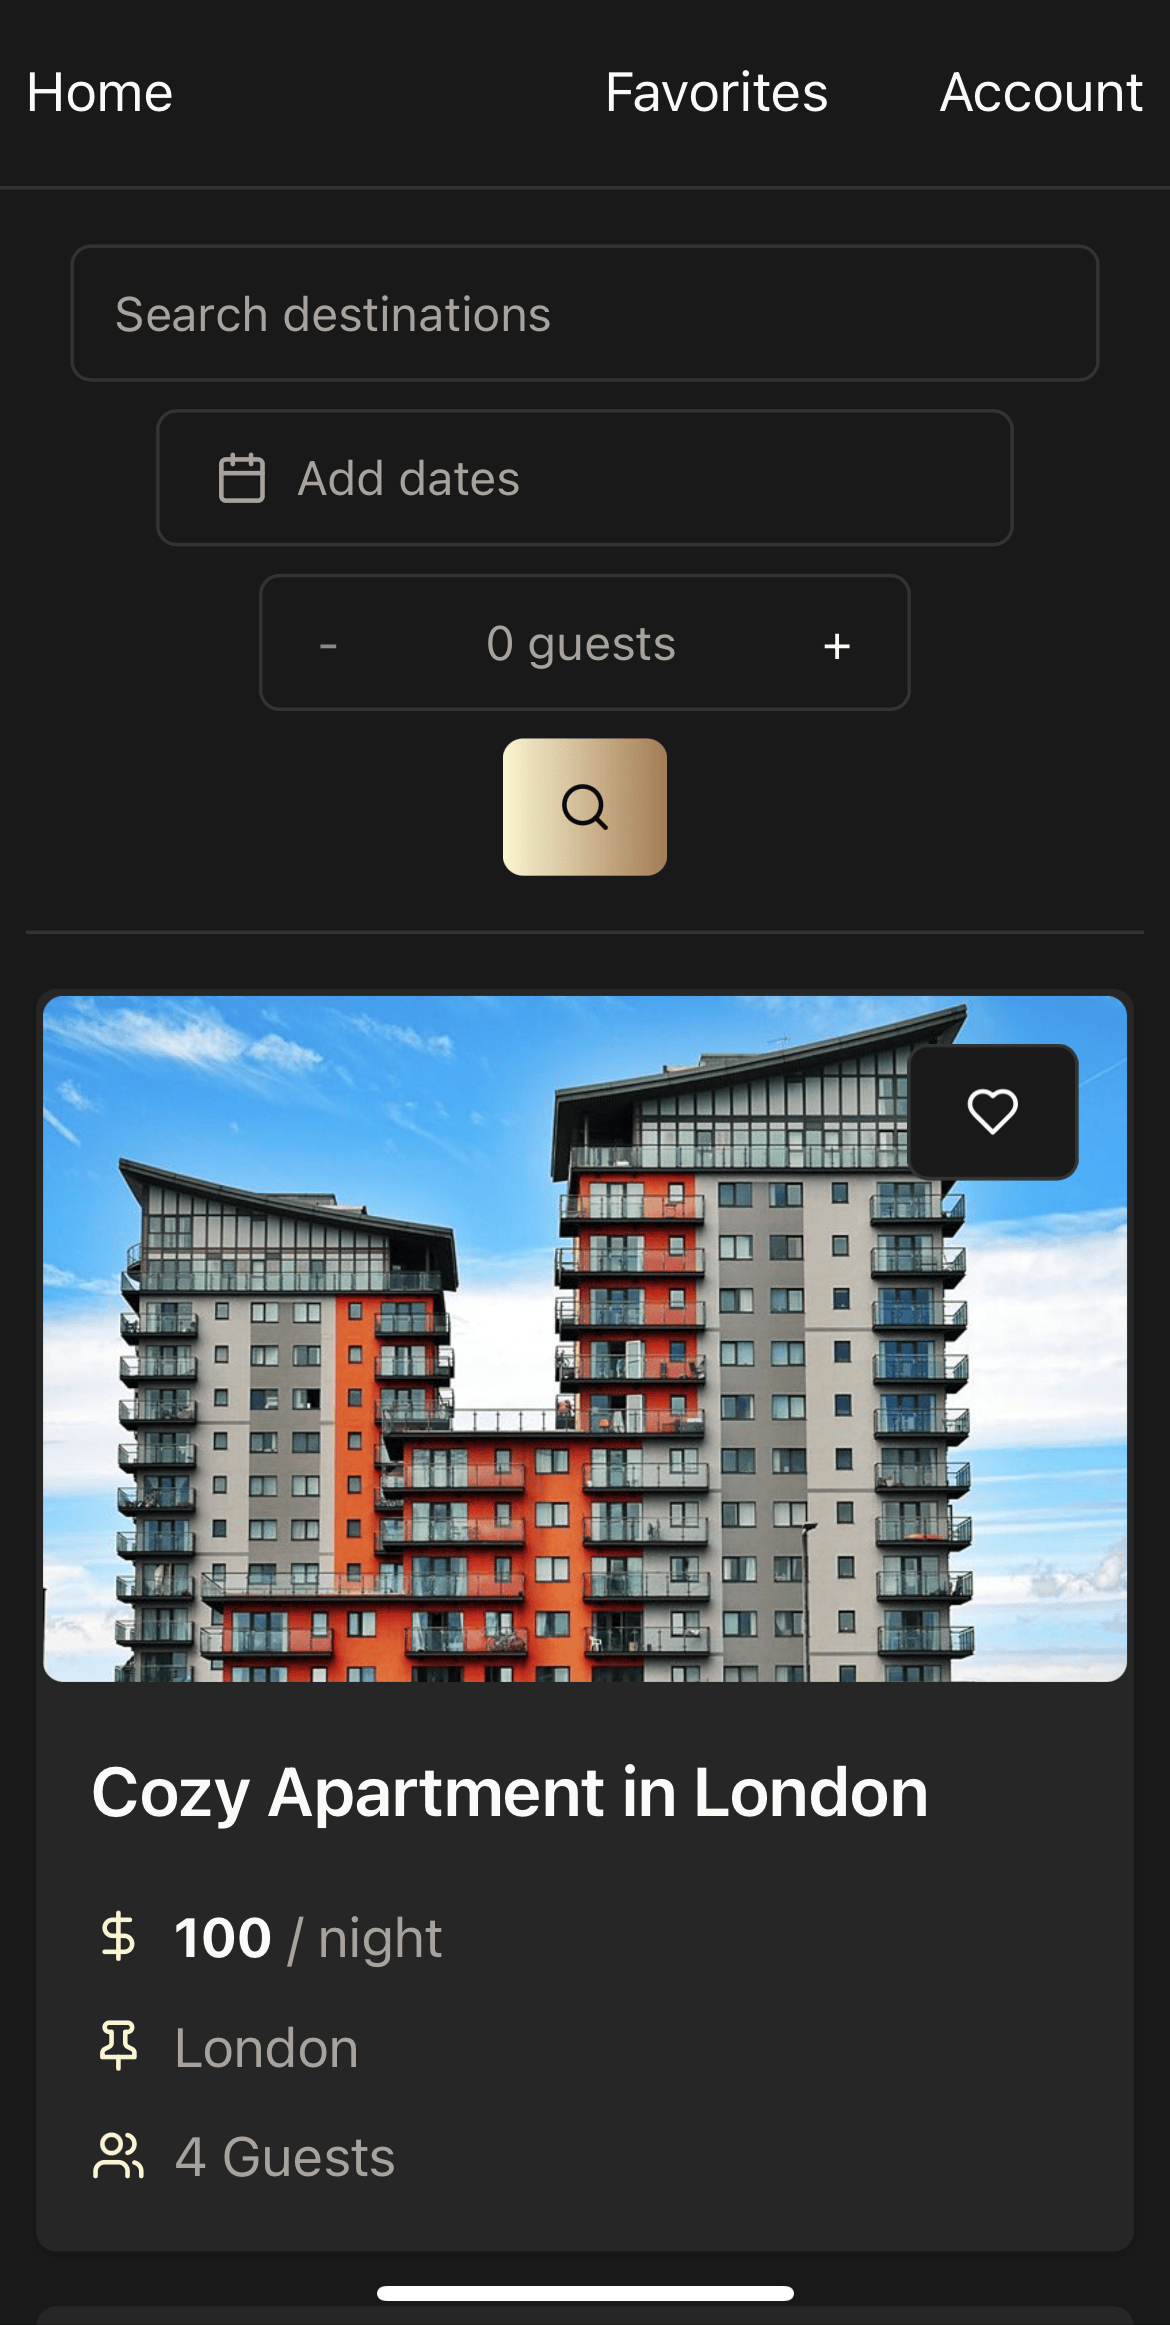 Home Favorites Account
Search destinations
Add dates
- 0 guests +
Cozy Apartment in London
$ 100 / night
London
4 Guests